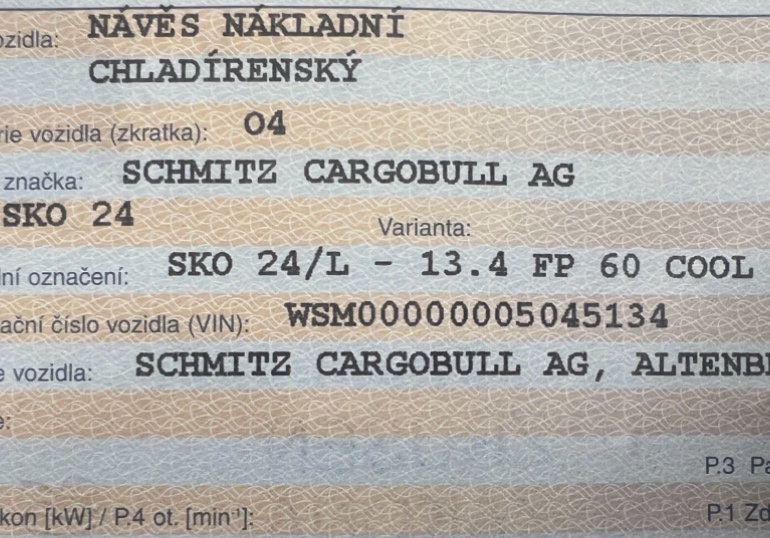 ozidla: NÁVĚS NÁKLADNÍ
CHLADÍRENSKÝ
rie vozidla (zkratka): O4
značka: SCHMITZ CARGOBULL AG
SKO 24 Varianta:
lní označení: SKO 24/L - 13.4 FP 60 COOL
ační číslo vozidla (VIN): WSM00000005045134
e vozidla: SCHMITZ CARGOBULL AG, ALTENB
e:
P.3 Pa
kon [kW] / P.4 ot. [min⁻¹]: P.1 Zd